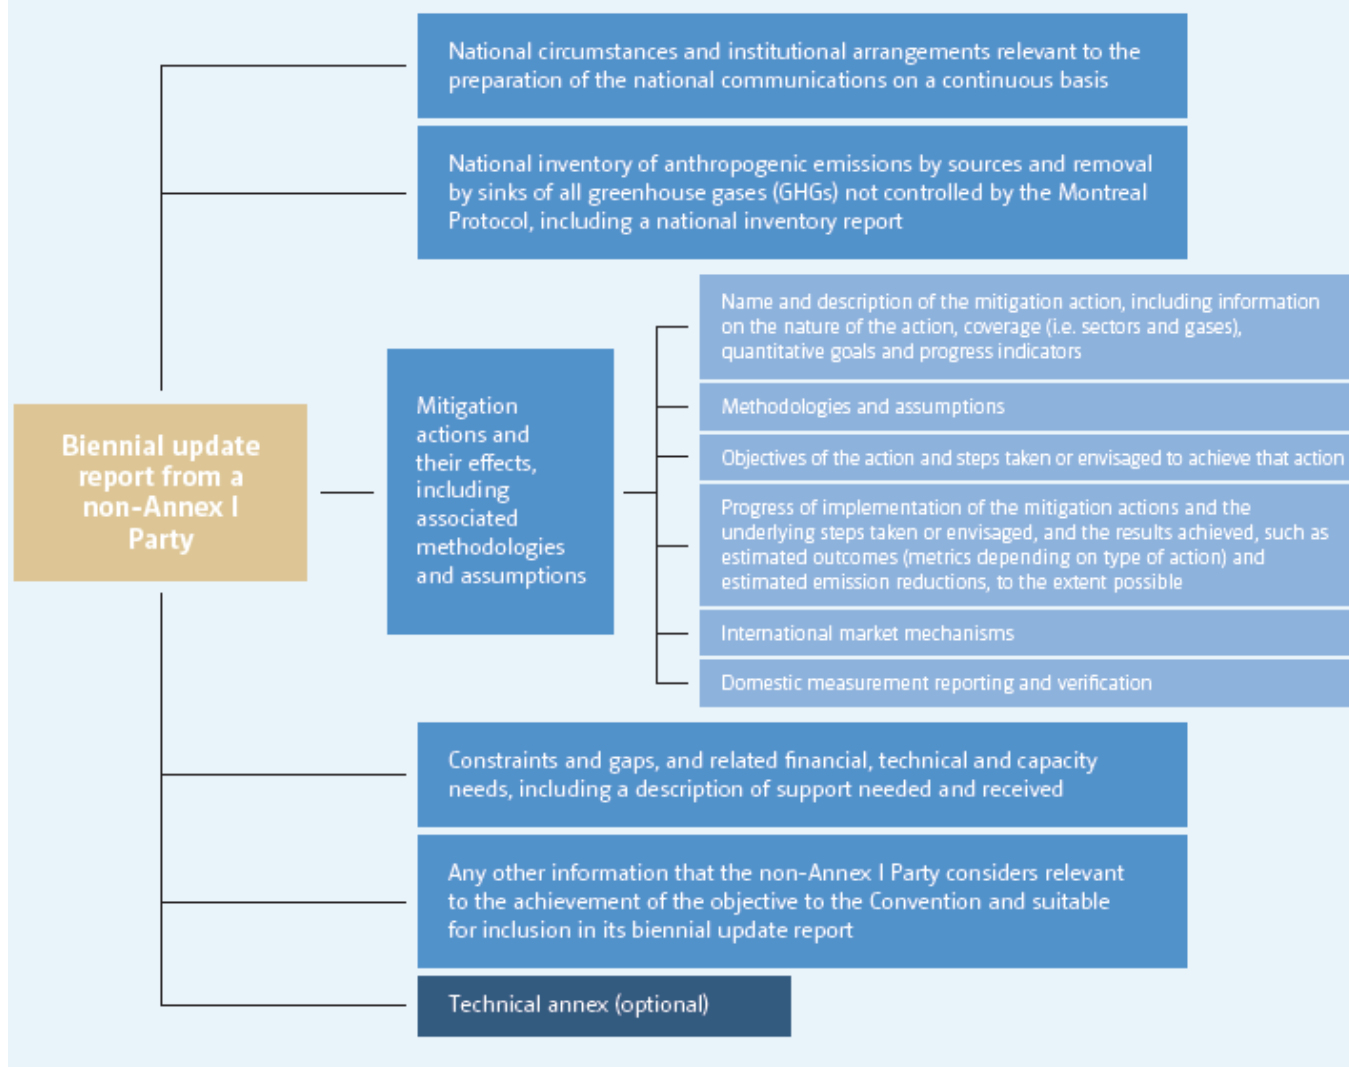 National circumstances and institutional arrangements relevant to the
preparation of the national communications on a continuous basis
National inventory of anthropogenic emissions by sources and removal
by sinks of all greenhouse gases (GHGs) not controlled by the Montreal
Protocol, including a national inventory report
Biennial update
report from a
non-Annex I
Party
Mitigation
actions and
their effects,
including
associated
methodologies
and assumptions
Name and description of the mitigation action, including information
on the nature of the action, coverage (i.e. sectors and gases),
quantitative goals and progress indicators
Methodologies and assumptions
Objectives of the action and steps taken or envisaged to achieve that action
Progress of implementation of the mitigation actions and the
underlying steps taken or envisaged, and the results achieved, such as
estimated outcomes (metrics depending on type of action) and
estimated emission reductions, to the extent possible
International market mechanisms
Domestic measurement reporting and verification
Constraints and gaps, and related financial, technical and capacity
needs, including a description of support needed and received
Any other information that the non-Annex I Party considers relevant
to the achievement of the objective to the Convention and suitable
for inclusion in its biennial update report
Technical annex (optional)